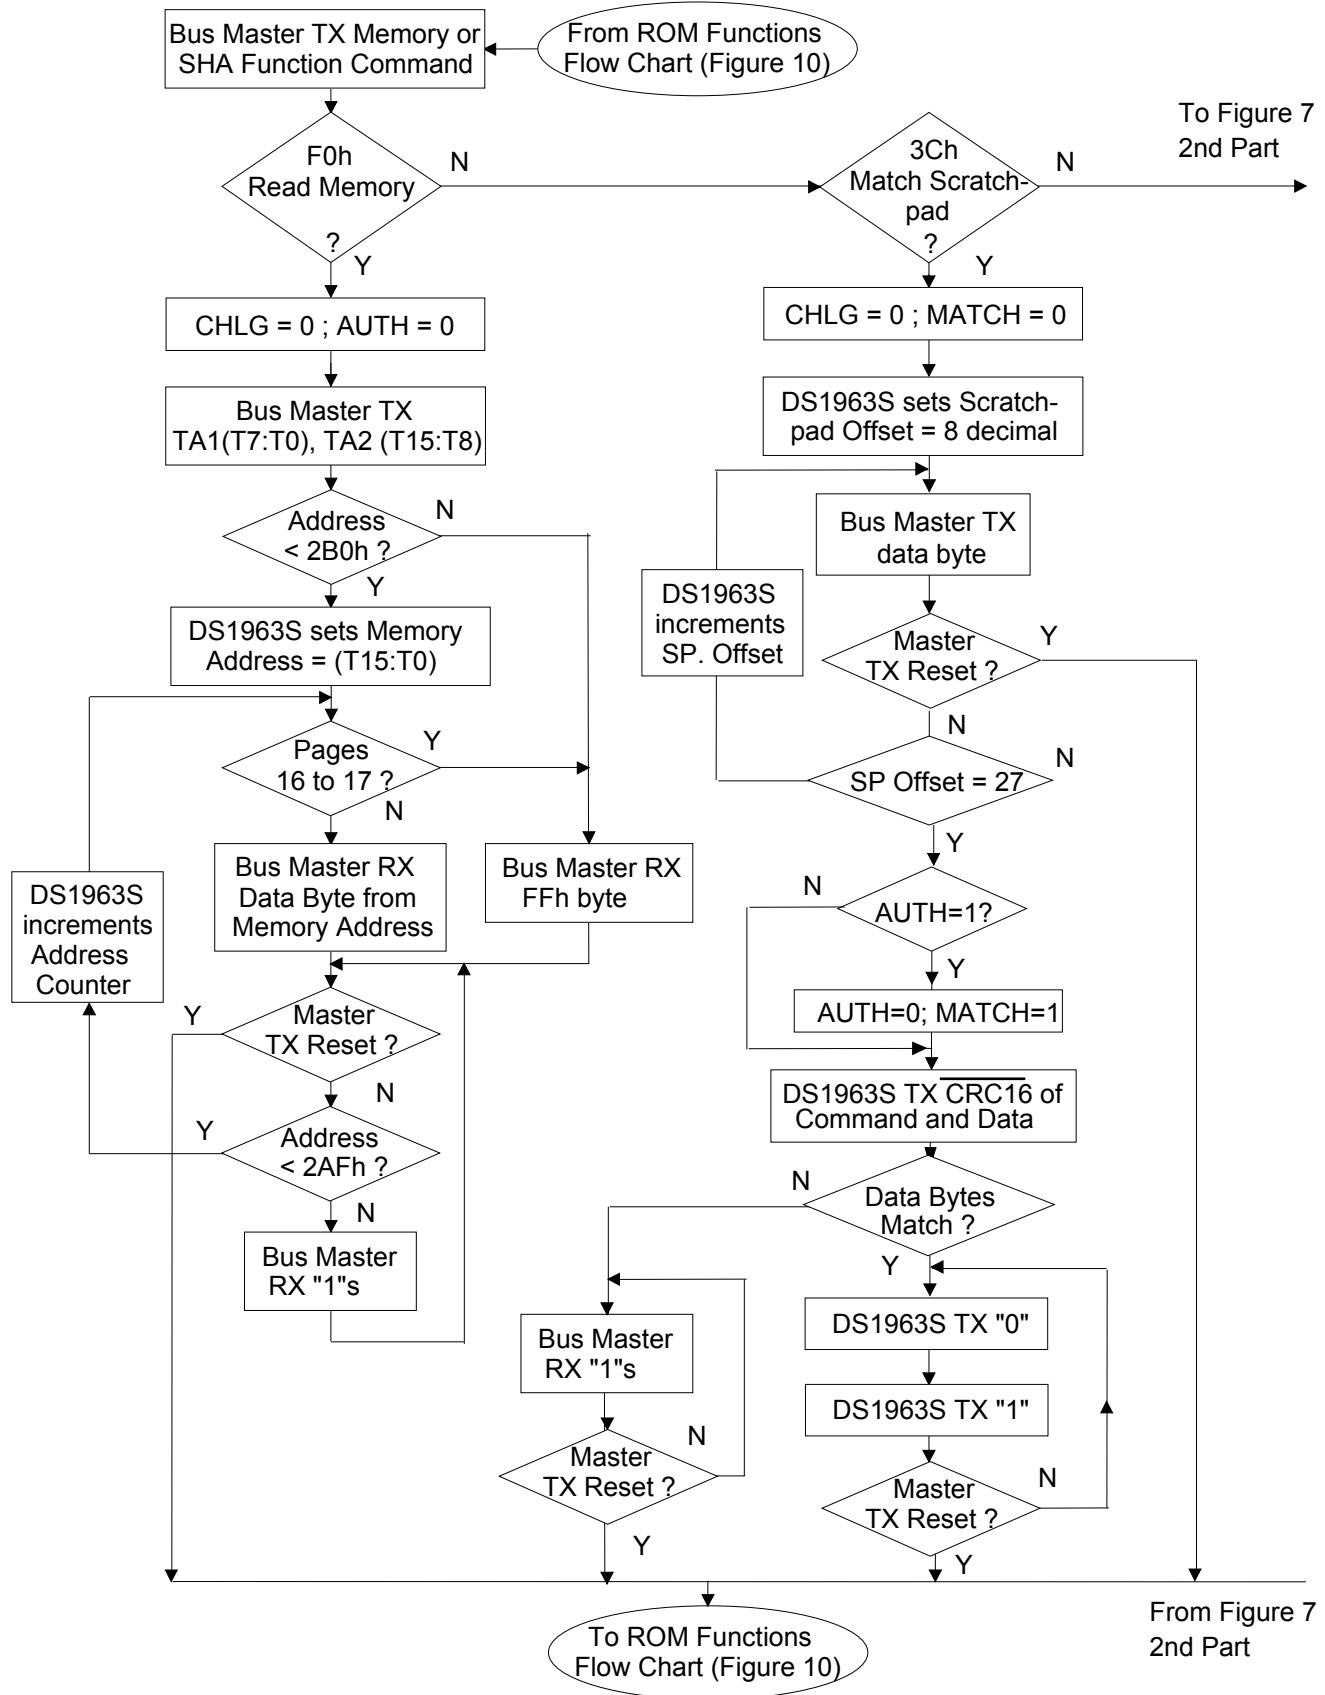 Bus Master TX Memory or
SHA Function Command
From ROM Functions
Flow Chart (Figure 10)
To Figure 7
2nd Part
F0h
Read Memory
?
N
Y
3Ch
Match Scratch-
pad
?
N
Y
CHLG = 0 ; AUTH = 0
CHLG = 0 ; MATCH = 0
Bus Master TX
TA1(T7:T0), TA2 (T15:T8)
DS1963S sets Scratch-
pad Offset = 8 decimal
Address
< 2B0h ?
N
Y
Bus Master TX
data byte
DS1963S
increments
SP. Offset
DS1963S sets Memory
Address = (T15:T0)
Master
TX Reset ?
Y
N
Pages
16 to 17 ?
Y
N
SP Offset = 27
N
Y
Bus Master RX
Data Byte from
Memory Address
Bus Master RX
FFh byte
DS1963S
increments
Address
Counter
AUTH=1?
N
Y
AUTH=0; MATCH=1
Master
TX Reset ?
Y
N
DS1963S TX CRC16 of
Command and Data
Address
< 2AFh ?
Y
N
Data Bytes
Match ?
N
Y
Bus Master
RX "1"s
DS1963S TX "0"
Bus Master
RX "1"s
DS1963S TX "1"
Master
TX Reset ?
N
Y
Master
TX Reset ?
N
Y
From Figure 7
2nd Part
To ROM Functions
Flow Chart (Figure 10)